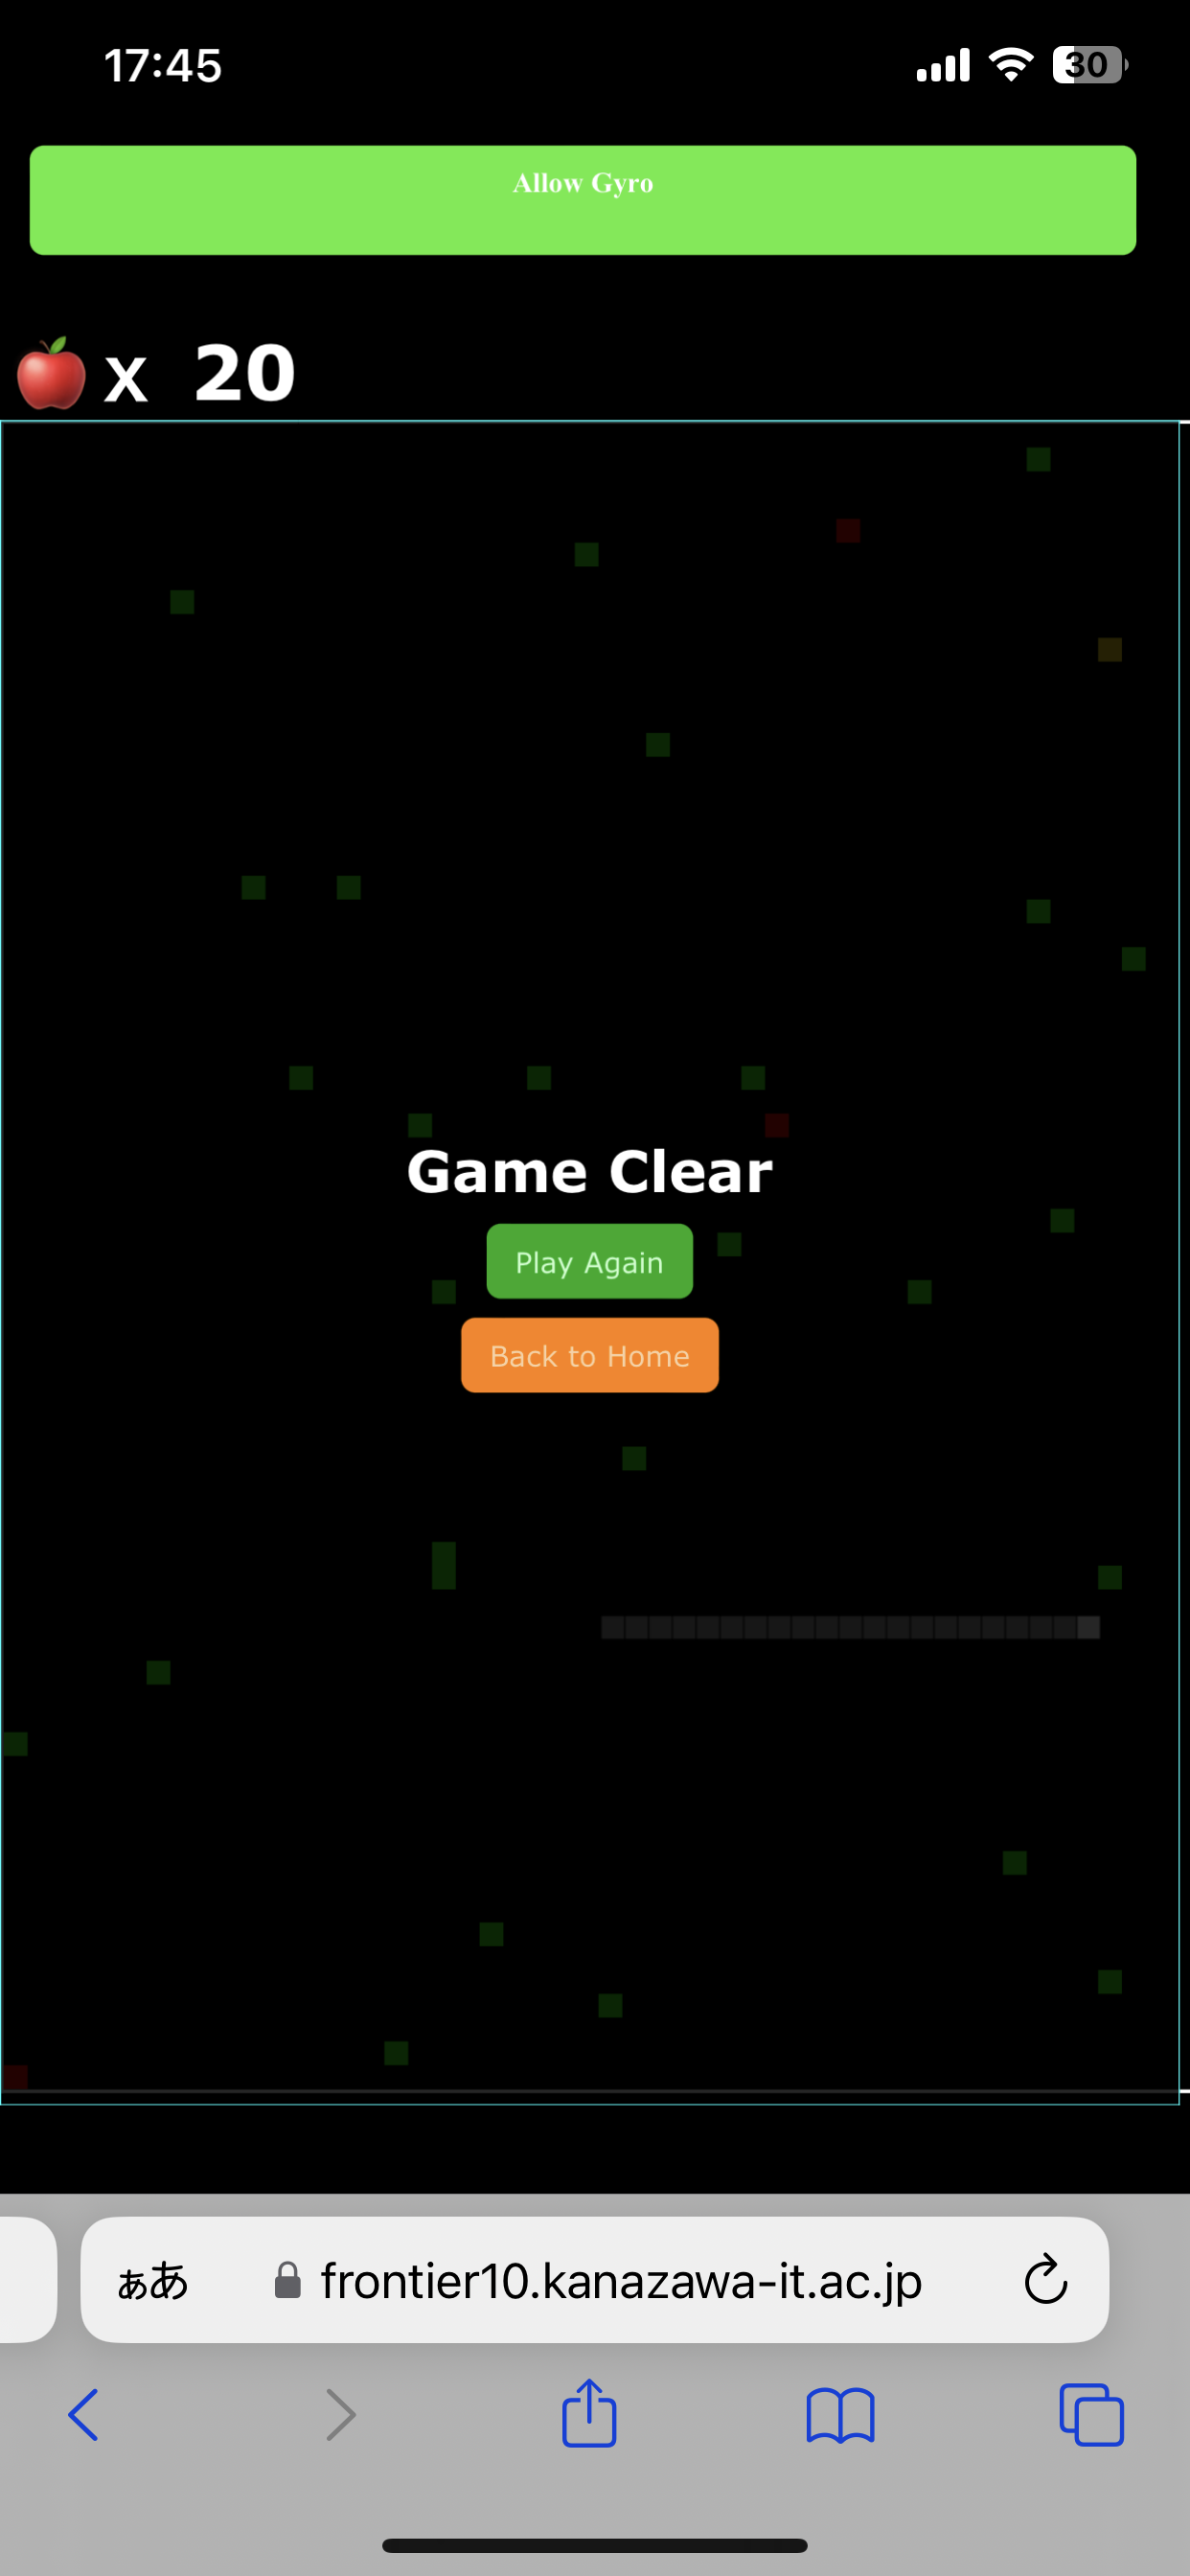 17:45
30
Allow Gyro
x 20
Game Clear
Play Again
Back to Home
ぁあ frontier10.kanazawa-it.ac.jp